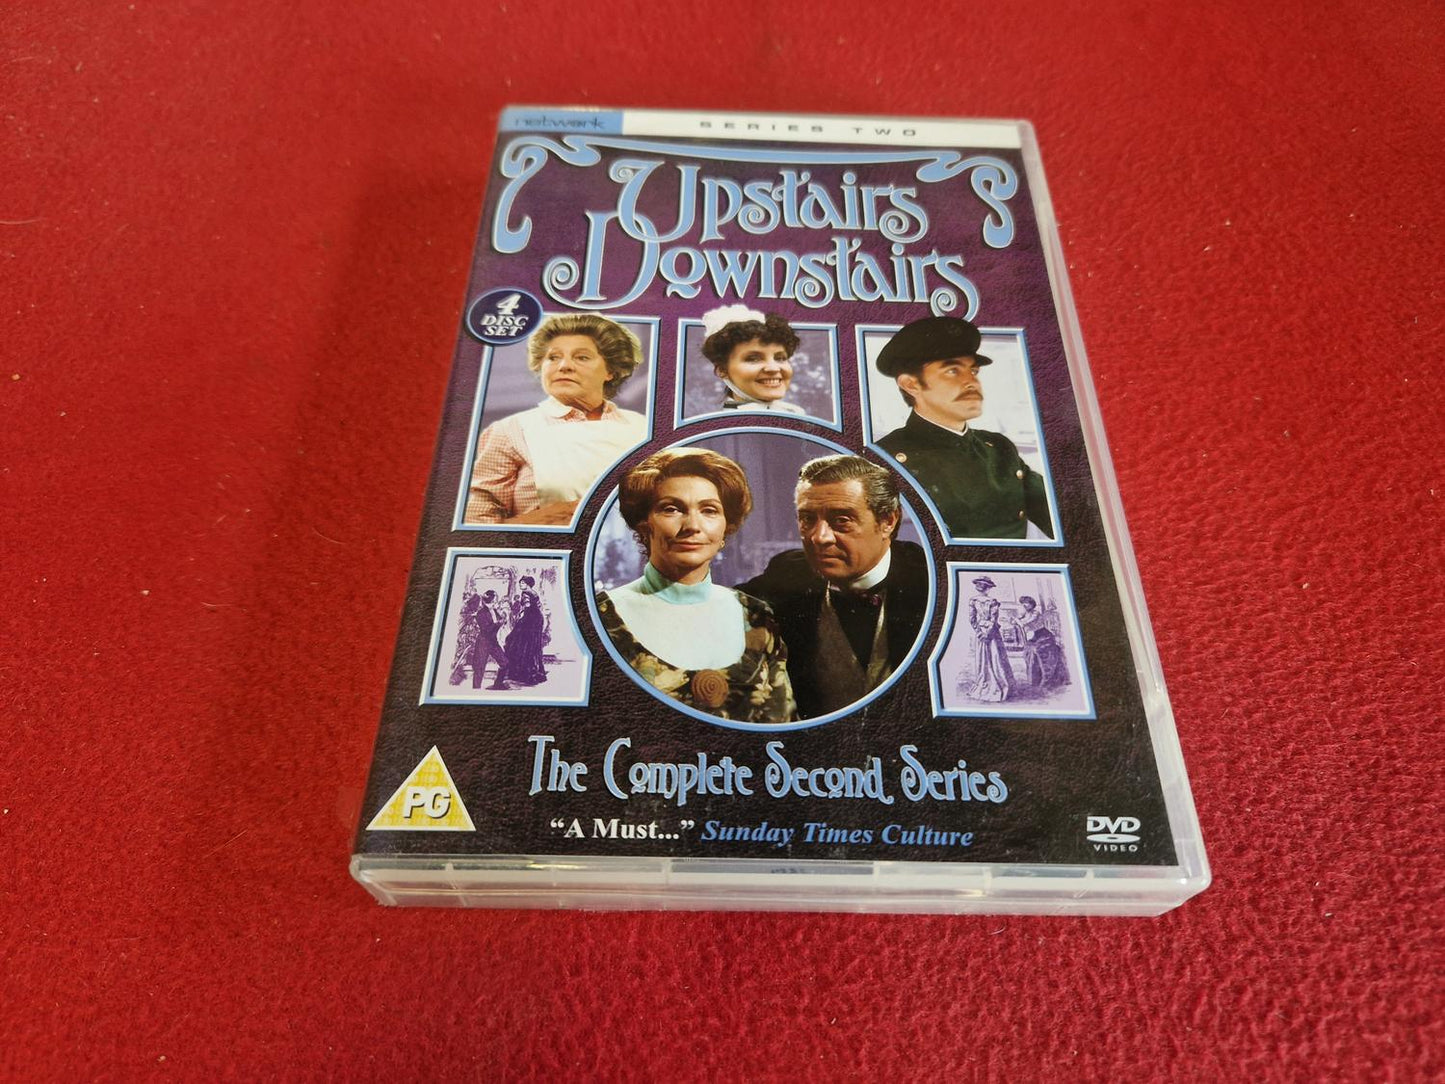 network
SERIES TWO
Upstairs
Downstairs
4
DISC
SET
The Complete Second Series
PG
"A Must..." Sunday Times Culture
DVD
VIDEO